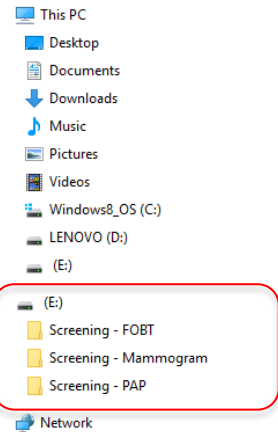 This PC
Desktop
Documents
Downloads
Music
Pictures
Videos
Windows8_OS (C:)
LENOVO (D:)
(E:)
(E:)
Screening - FOBT
Screening - Mammogram
Screening - PAP
Network